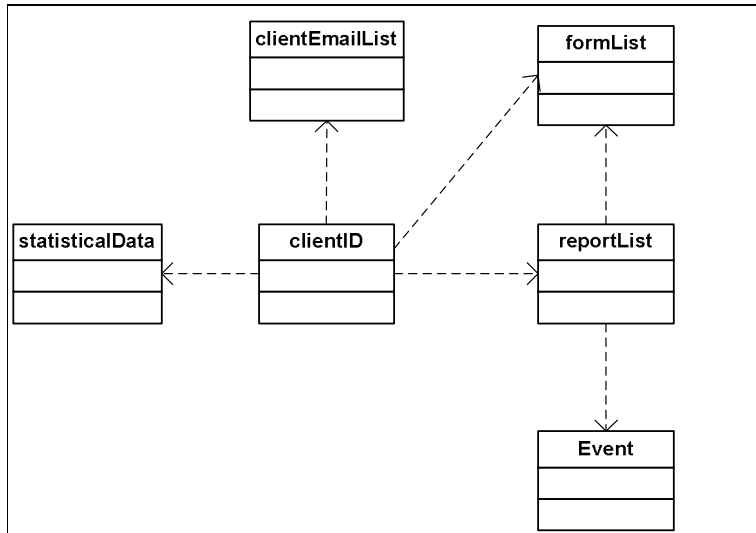 clientEmailList
formList
statisticalData
clientID
reportList
Event